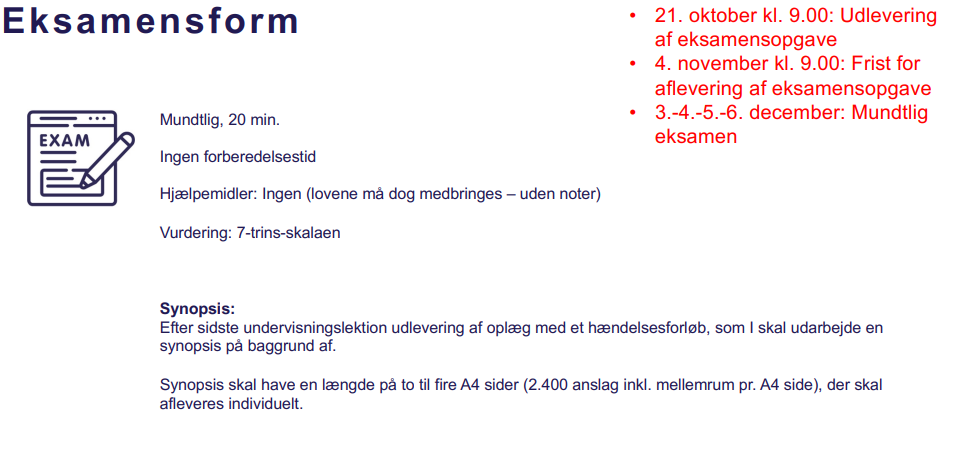 Eksamensform
• 21. oktober kl. 9.00: Udlevering
af eksamensopgave
• 4. november kl. 9.00: Frist for
aflevering af eksamensopgave
• 3.-4.-5.-6. december: Mundtlig
eksamen
EXAM
Mundtlig, 20 min.
Ingen forberedelsestid
Hjælpemidler: Ingen (lovene må dog medbringes – uden noter)
Vurdering: 7-trins-skalaen
Synopsis:
Efter sidste undervisningslektion udlevering af oplæg med et hændelsesforløb, som I skal udarbejde en
synopsis på baggrund af.
Synopsis skal have en længde på to til fire A4 sider (2.400 anslag inkl. mellemrum pr. A4 side), der skal
afleveres individuelt.